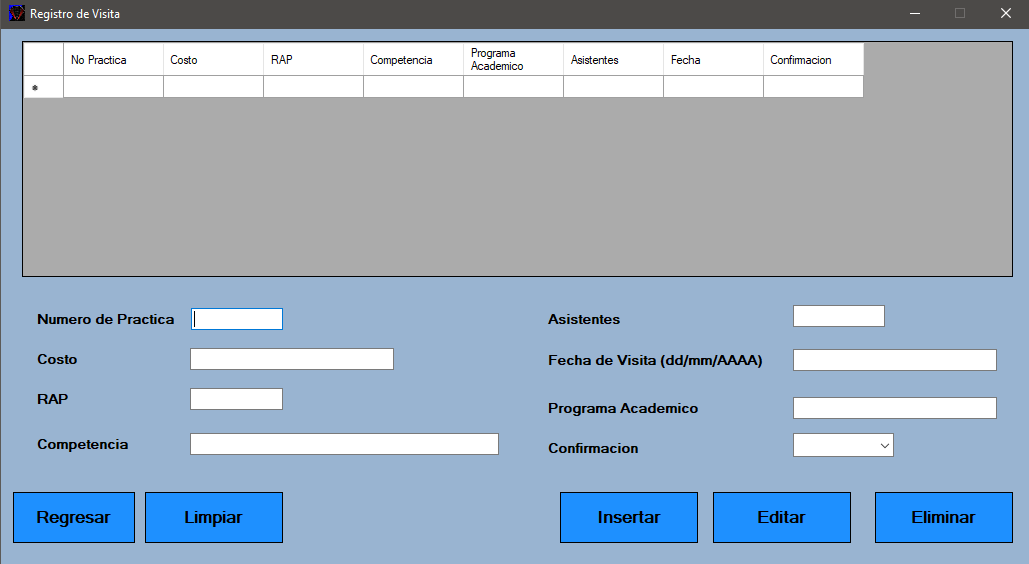 Registro de Visita
No Practica Costo RAP Competencia Programa Academico Asistentes Fecha Confirmacion
*
Numero de Practica
Asistentes
Costo
Fecha de Visita (dd/mm/AAAA)
RAP
Programa Academico
Competencia
Confirmacion
Regresar Limpiar Insertar Editar Eliminar